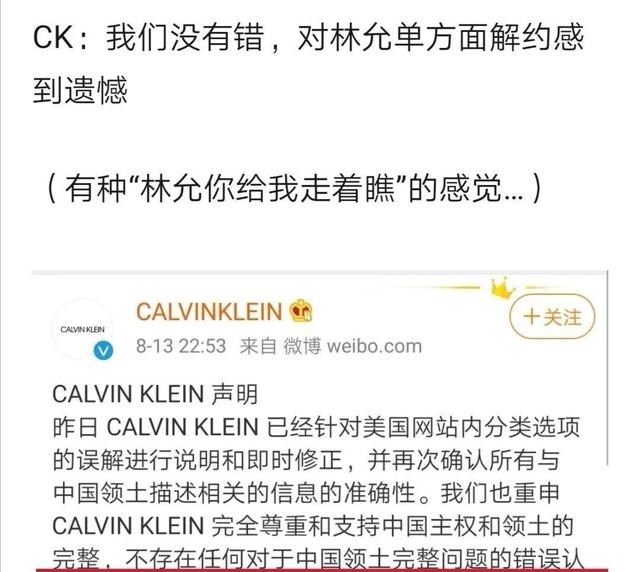 CK：我们没有错，对林允单方面解约感
到遗憾
（有种“林允你给我走着瞧”的感觉...）
CALVIN KLEIN
CALVINKLEIN
＋关注
8-13 22:53 来自 微博 weibo.com
CALVIN KLEIN 声明
昨日 CALVIN KLEIN 已经针对美国网站内分类选项
的误解进行说明和即时修正，并再次确认所有与
中国领土描述相关的信息的准确性。我们也重申
CALVIN KLEIN 完全尊重和支持中国主权和领土的
完整，不存在任何对于中国领土完整问题的错误认